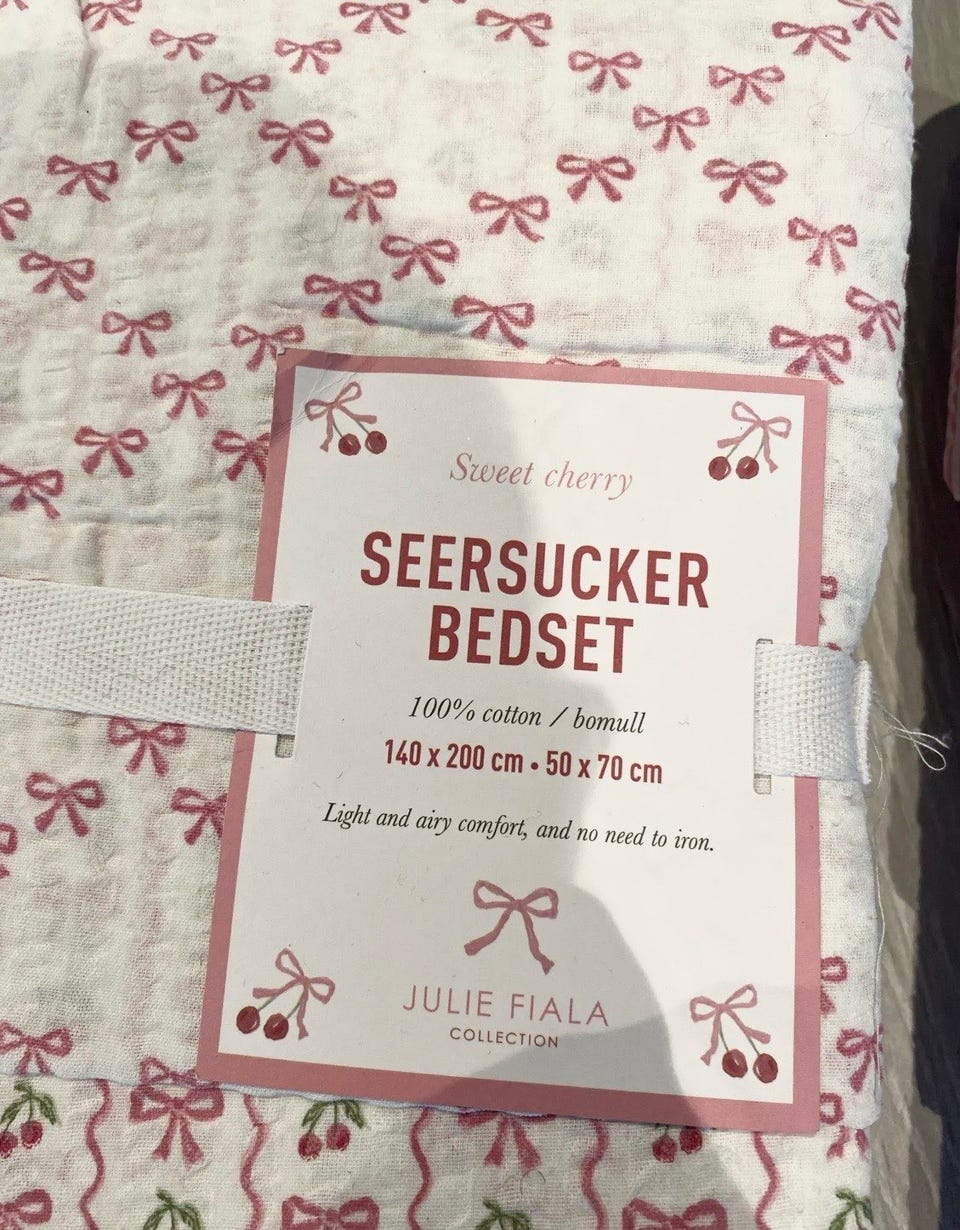 Sweet cherry
SEERSUCKER
BEDSET
100% cotton / bomull
140 x 200 cm • 50 x 70 cm
Light and airy comfort, and no need to iron.
JULIE FIALA
COLLECTION